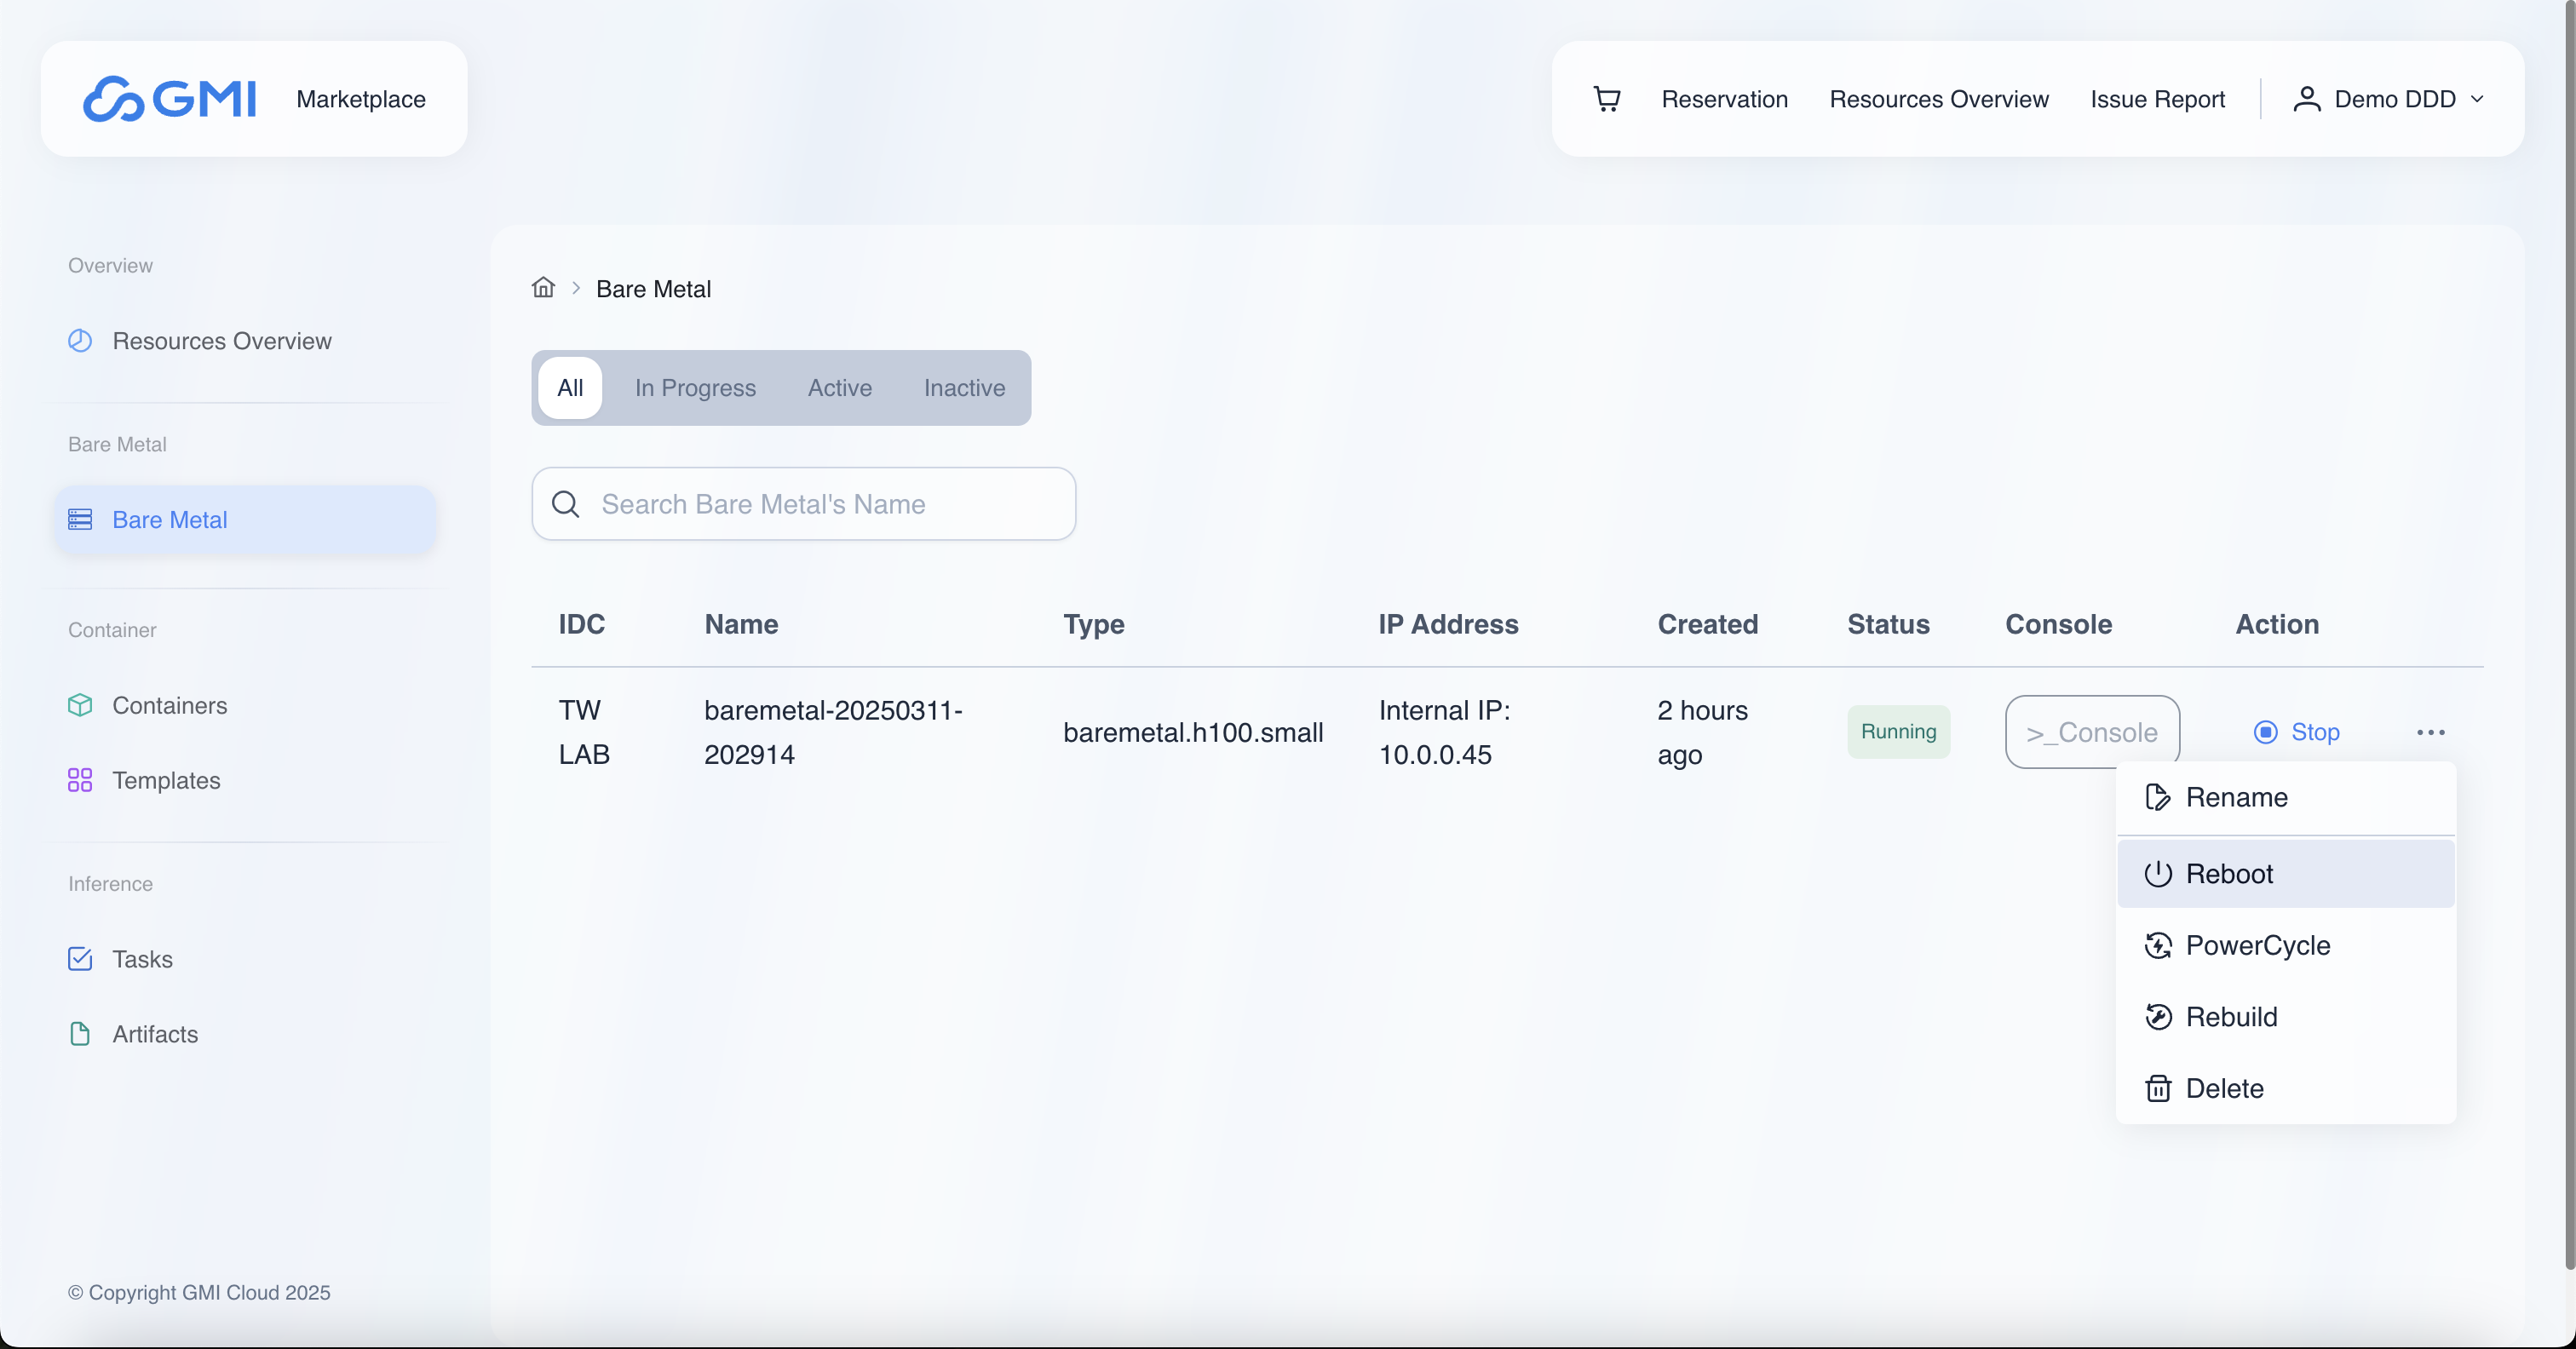 GMI
Marketplace
Reservation
Resources Overview
Issue Report
Demo DDD
Overview
Resources Overview
Bare Metal
Bare Metal
Container
Containers
Templates
Inference
Tasks
Artifacts
© Copyright GMI Cloud 2025
Bare Metal
All
In Progress
Active
Inactive
Search Bare Metal's Name
IDC
Name
Type
IP Address
Created
Status
Console
Action
TW
LAB
baremetal-20250311-
202914
baremetal.h100.small
Internal IP:
10.0.0.45
2 hours
ago
Running
>_Console
Stop
Rename
Reboot
PowerCycle
Rebuild
Delete